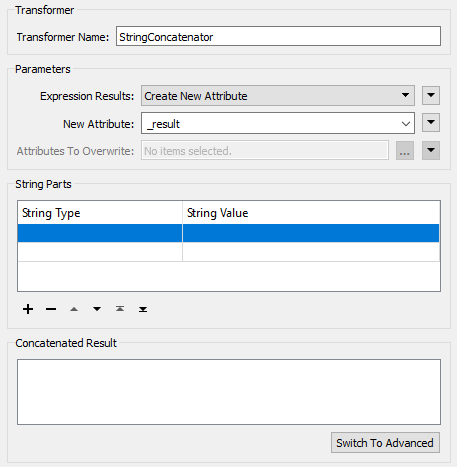 Transformer
Transformer Name: StringConcatenator
Parameters
Expression Results: Create New Attribute
New Attribute: _result
Attributes To Overwrite: No items selected. ...
String Parts
String Type String Value
Concatenated Result
Switch To Advanced